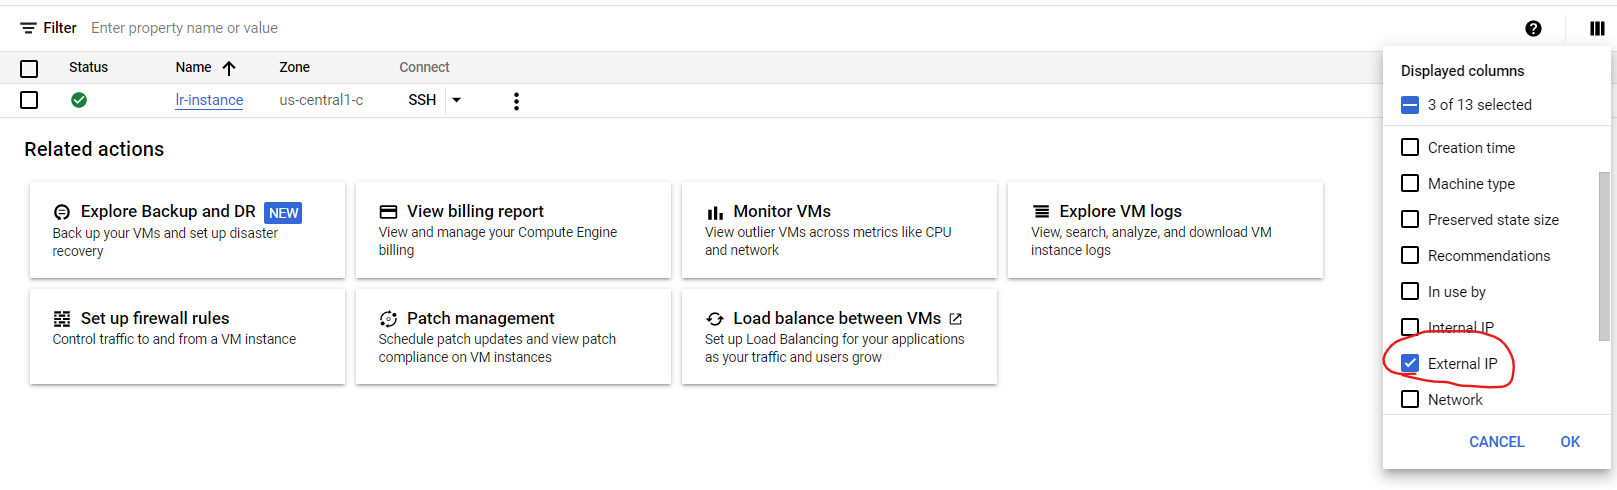 Filter Enter property name or value
Status Name Zone Connect
lr-instance us-central1-c SSH
Related actions
Explore Backup and DR NEW
Back up your VMs and set up disaster
recovery
View billing report
View and manage your Compute Engine
billing
Monitor VMs
View outlier VMs across metrics like CPU
and network
Explore VM logs
View, search, analyze, and download VM
instance logs
Set up firewall rules
Control traffic to and from a VM instance
Patch management
Schedule patch updates and view patch
compliance on VM instances
Load balance between VMs
Set up Load Balancing for your applications
as your traffic and users grow
Displayed columns
3 of 13 selected
Creation time
Machine type
Preserved state size
Recommendations
In use by
Internal IP
External IP
Network
CANCEL OK